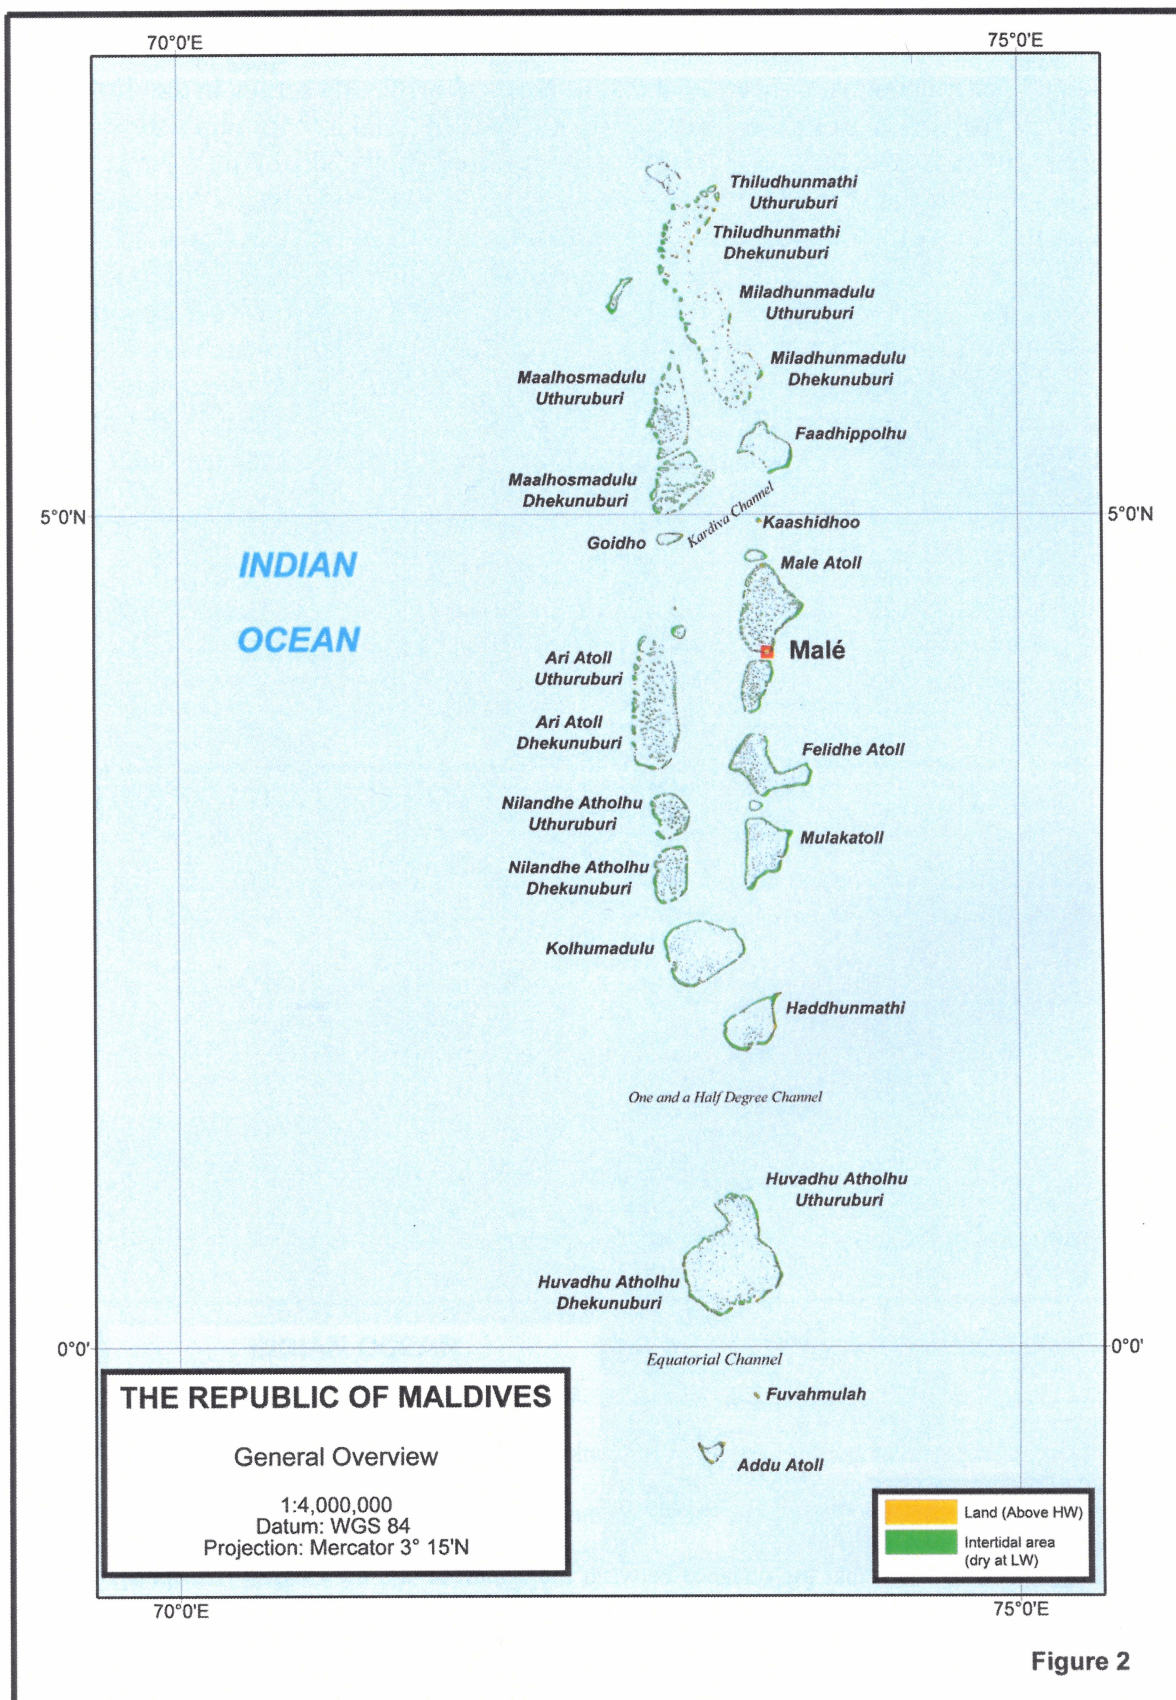 70°0'E
75°0'E
Thiludhunmathi
Uthuruburi
Thiludhunmathi
Dhekunuburi
Miladhunmadulu
Uthuruburi
Miladhunmadulu
Dhekunuburi
Maalhosmadulu
Uthuruburi
Faadhippolhu
Maalhosmadulu
Dhekunuburi
Kardiva Channel
5°0'N
5°0'N
Kaashidhoo
Goidho
INDIAN
OCEAN
Male Atoll
Malé
Ari Atoll
Uthuruburi
Ari Atoll
Dhekunuburi
Felidhe Atoll
Nilandhe Atholhu
Uthuruburi
Mulakatoll
Nilandhe Atholhu
Dhekunuburi
Kolhumadulu
Haddhunmathi
One and a Half Degree Channel
Huvadhu Atholhu
Uthuruburi
Huvadhu Atholhu
Dhekunuburi
0°0'
0°0'
Equatorial Channel
Fuvahmulah
Addu Atoll
THE REPUBLIC OF MALDIVES
General Overview
1:4,000,000
Datum: WGS 84
Projection: Mercator 3° 15'N
Land (Above HW)
Intertidal area
(dry at LW)
70°0'E
75°0'E
Figure 2